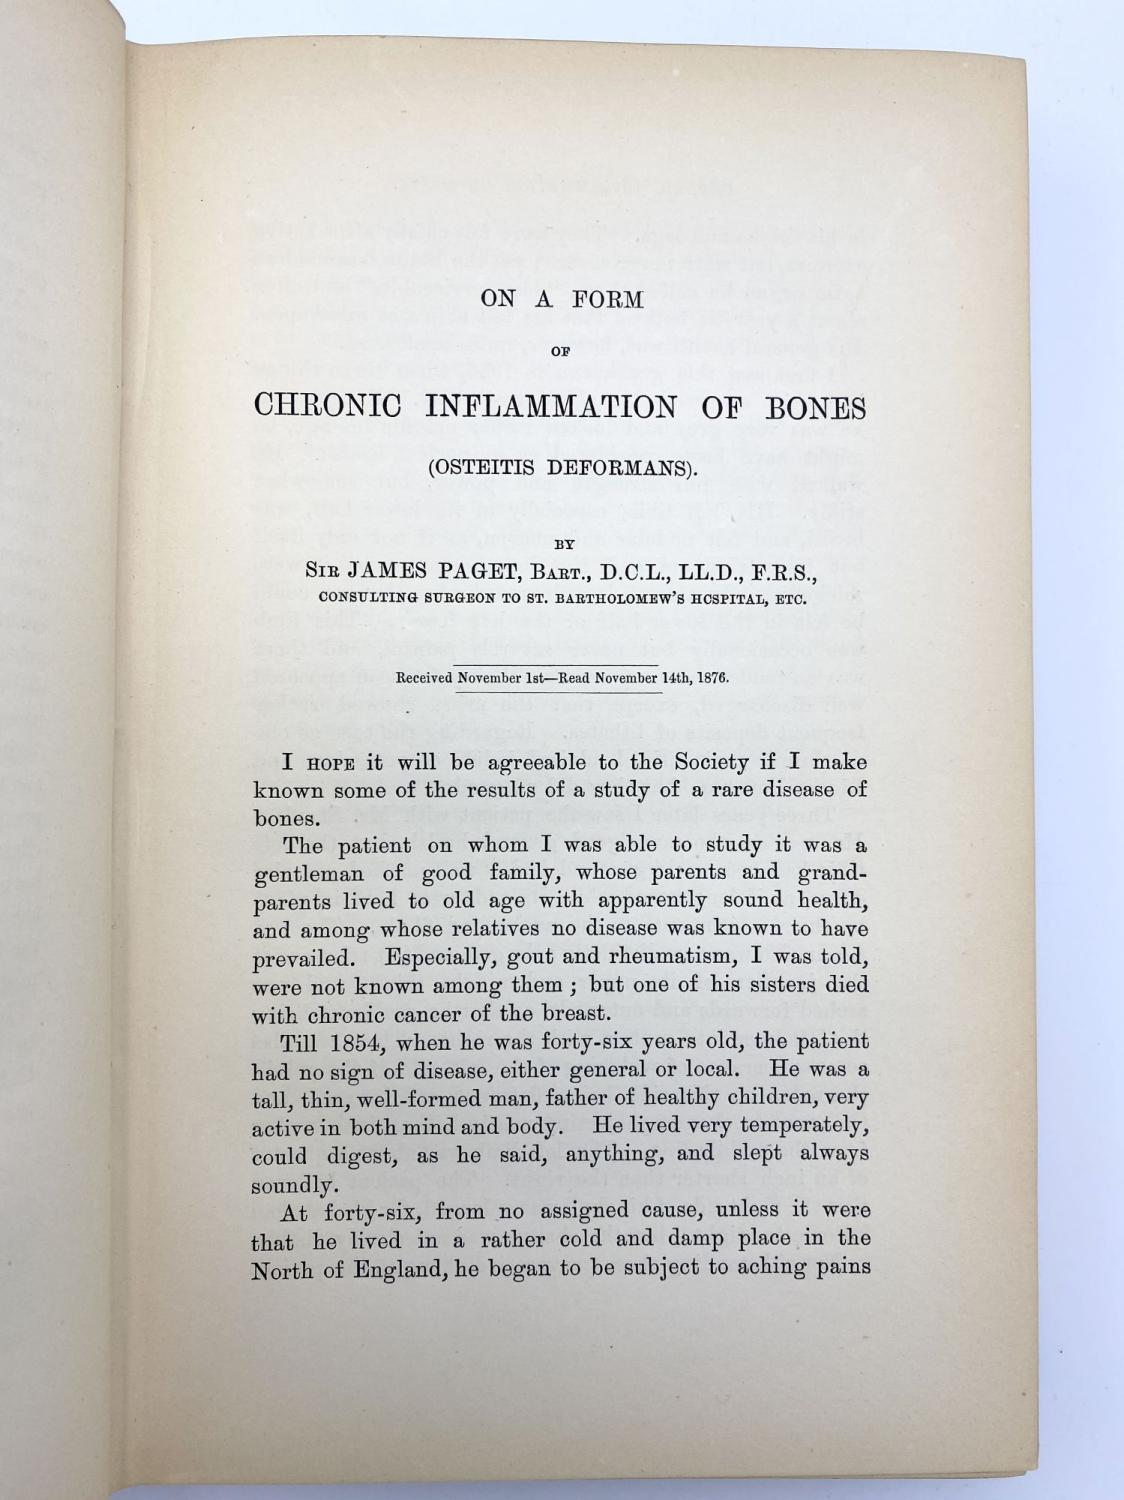 ON A FORM
OF
CHRONIC INFLAMMATION OF BONES
(OSTEITIS DEFORMANS).
BY
SIR JAMES PAGET, BART., D.C.L., LL.D., F.R.S.,
CONSULTING SURGEON TO ST. BARTHOLOMEW'S HOSPITAL, ETC.
Received November 1st—Read November 14th, 1876.
I HOPE it will be agreeable to the Society if I make
known some of the results of a study of a rare disease of
bones.
The patient on whom I was able to study it was a
gentleman of good family, whose parents and grand-
parents lived to old age with apparently sound health,
and among whose relatives no disease was known to have
prevailed. Especially, gout and rheumatism, I was told,
were not known among them ; but one of his sisters died
with chronic cancer of the breast.
Till 1854, when he was forty-six years old, the patient
had no sign of disease, either general or local. He was a
tall, thin, well-formed man, father of healthy children, very
active in both mind and body. He lived very temperately,
could digest, as he said, anything, and slept always
soundly.
At forty-six, from no assigned cause, unless it were
that he lived in a rather cold and damp place in the
North of England, he began to be subject to aching pains